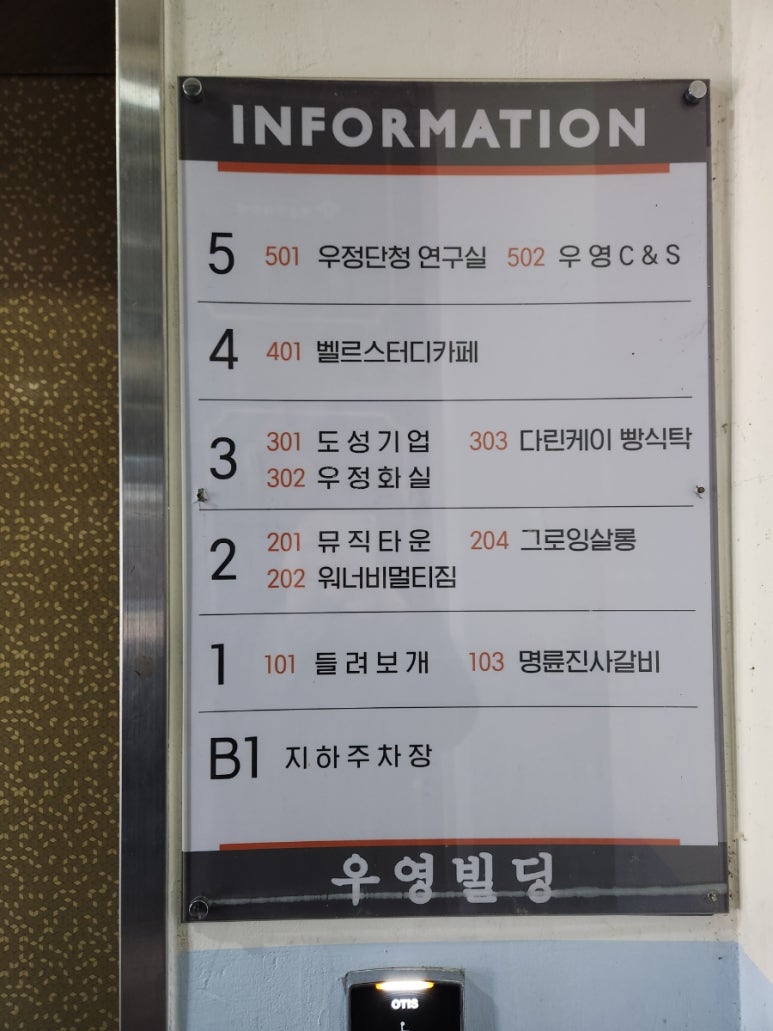 INFORMATION
5 501 우정단청 연구실 502 우 영 C & S
4 401 벨르스터디카페
3 301 도 성 기 업 303 다린케이 빵식탁
302 우 정 화 실
2 201 뮤 직 타 운 204 그로잉살롱
202 워너비멀티짐
1 101 들 려 보 개 103 명륜진사갈비
B1 지 하 주 차 장
우영빌딩
OTIS